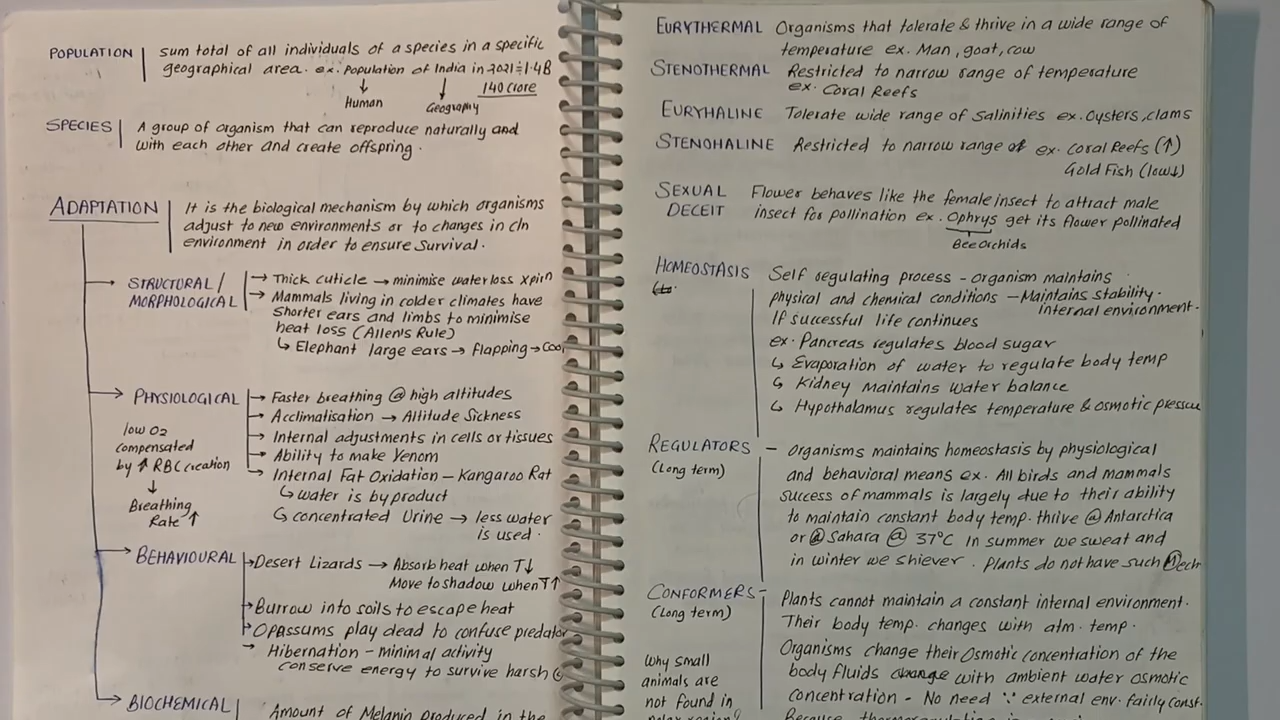 POPULATION | sum total of all individuals of a species in a specific
geographical area. ex. Population of India in 2021 ≈ 1.4B
↓ Human ↓ Geography 140 Crore
SPECIES | A group of organism that can reproduce naturally and
with each other and create offspring.
ADAPTATION | It is the biological mechanism by which organisms
adjust to new environments or to changes in c/n
environment in order to ensure Survival.
→ STRUCTURAL / MORPHOLOGICAL
→ Thick cuticle → minimise waterloss xpin
→ Mammals living in colder climates have
shorter ears and limbs to minimise
heat loss (Allen's Rule)
↳ Elephant large ears → Flapping → Cool
→ PHYSIOLOGICAL
→ Faster breathing @ high altitudes
→ Acclimatisation → Altitude Sickness
→ Internal adjustments in cells or tissues
→ Ability to make Venom
→ Internal Fat Oxidation – Kangaroo Rat
↳ water is by product
↳ concentrated Urine → less water
is used.
low O2
compensated
by ↑ RBC creation
↓
Breathing
Rate ↑
→ BEHAVIOURAL
→ Desert Lizards → Absorb heat when T↓
Move to shadow when T↑
→ Burrow into soils to escape heat
→ Opassums play dead to confuse predator
→ Hibernation – minimal activity
conserve energy to survive harsh
→ BIOCHEMICAL |
Amount of Melanin produced in the
EURYTHERMAL Organisms that tolerate & thrive in a wide range of
temperature ex. Man, goat, cow
STENOTHERMAL Restricted to narrow range of temperature
ex. Coral Reefs
EURYHALINE Tolerate wide range of Salinities ex. Oysters, clams
STENOHALINE Restricted to narrow range of ex. Coral Reefs (↑)
Gold Fish (low↓)
SEXUAL DECEIT Flower behaves like the female insect to attract male
insect for pollination ex. Ophrys get its flower pollinated
Bee Orchids
HOMEOSTASIS Self regulating process – organism maintains
physical and chemical conditions – Maintains stability.
internal environment.
If successful life continues
ex. Pancreas regulates blood sugar
↳ Evaporation of water to regulate body temp
↳ Kidney maintains water balance
↳ Hypothalamus regulates temperature & osmotic pressure
REGULATORS – Organisms maintains homeostasis by physiological
(Long term) and behavioral means ex. All birds and mammals
success of mammals is largely due to their ability
to maintain constant body temp. thrive @ Antarctica
or @ Sahara @ 37°C In summer we sweat and
in winter we shiever. Plants do not have such
CONFORMERS – Plants cannot maintain a constant internal environment.
(Long term) Their body temp. changes with atm. temp.
Organisms change their Osmotic concentration of the
body fluids change with ambient water osmotic
concentration – No need ∵ external env. fairly const.
Why small
animals are
not found in
polar region?